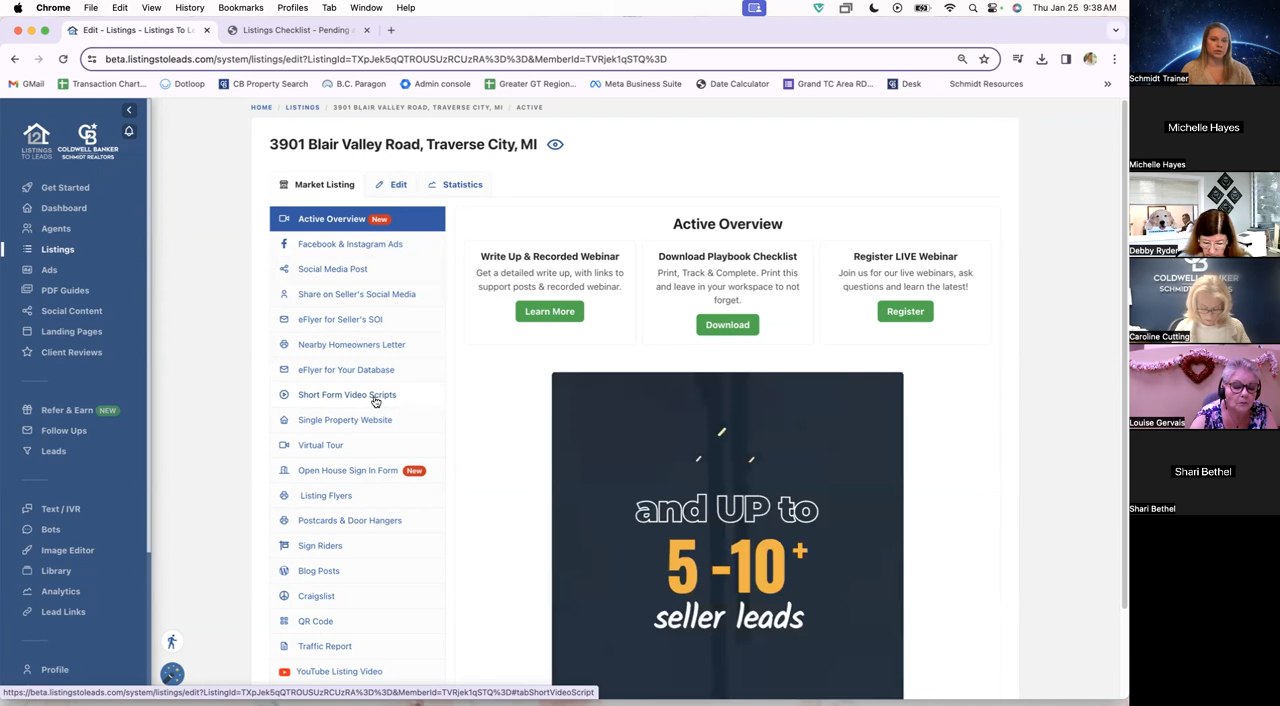 Chrome File Edit View History Bookmarks Profiles Tab Window Help
Thu Jan 25 9:38 AM
Edit - Listings - Listings To L
Listings Checklist - Pending
beta.listingstoleads.com/system/listings/edit?ListingId=TXpJek5qQTROUSUzRCUzRA%3D%3D&MemberId=TVRjek1qSTQ%3D
GMail Transaction Chart... Dotloop CB Property Search B.C. Paragon Admin console Greater GT Region... Meta Business Suite Date Calculator Grand TC Area RD... Desk Schmidt Resources
LISTINGS TO LEADS
COLDWELL BANKER
SCHMIDT REALTORS
Get Started
Dashboard
Agents
Listings
Ads
PDF Guides
Social Content
Landing Pages
Client Reviews
Refer & Earn NEW
Follow Ups
Leads
Text / IVR
Bots
Image Editor
Library
Analytics
Lead Links
Profile
HOME LISTINGS 3901 BLAIR VALLEY ROAD, TRAVERSE CITY, MI ACTIVE
3901 Blair Valley Road, Traverse City, MI
Market Listing Edit Statistics
Active Overview New
Facebook & Instagram Ads
Social Media Post
Share on Seller's Social Media
eFlyer for Seller's SOI
Nearby Homeowners Letter
eFlyer for Your Database
Short Form Video Scripts
Single Property Website
Virtual Tour
Open House Sign In Form New
Listing Flyers
Postcards & Door Hangers
Sign Riders
Blog Posts
Craigslist
QR Code
Traffic Report
YouTube Listing Video
Active Overview
Write Up & Recorded Webinar
Get a detailed write up, with links to
support posts & recorded webinar.
Learn More
Download Playbook Checklist
Print, Track & Complete. Print this
and leave in your workspace to not
forget.
Download
Register LIVE Webinar
Join us for our live webinars, ask
questions and learn the latest!
Register
and UP to
5 -10+
seller leads
https://beta.listingstoleads.com/system/listings/edit?ListingId=TXpJek5qQTROUSUzRCUzRA%3D%3D&MemberId=TVRjek1qSTQ%3D#tabShortVideoScript
Schmidt Trainer
Michelle Hayes
Michelle Hayes
Debby Ryder
COLDWELL BANKER
Caroline Cutting
Louise Gervais
Shari Bethel
Shari Bethel